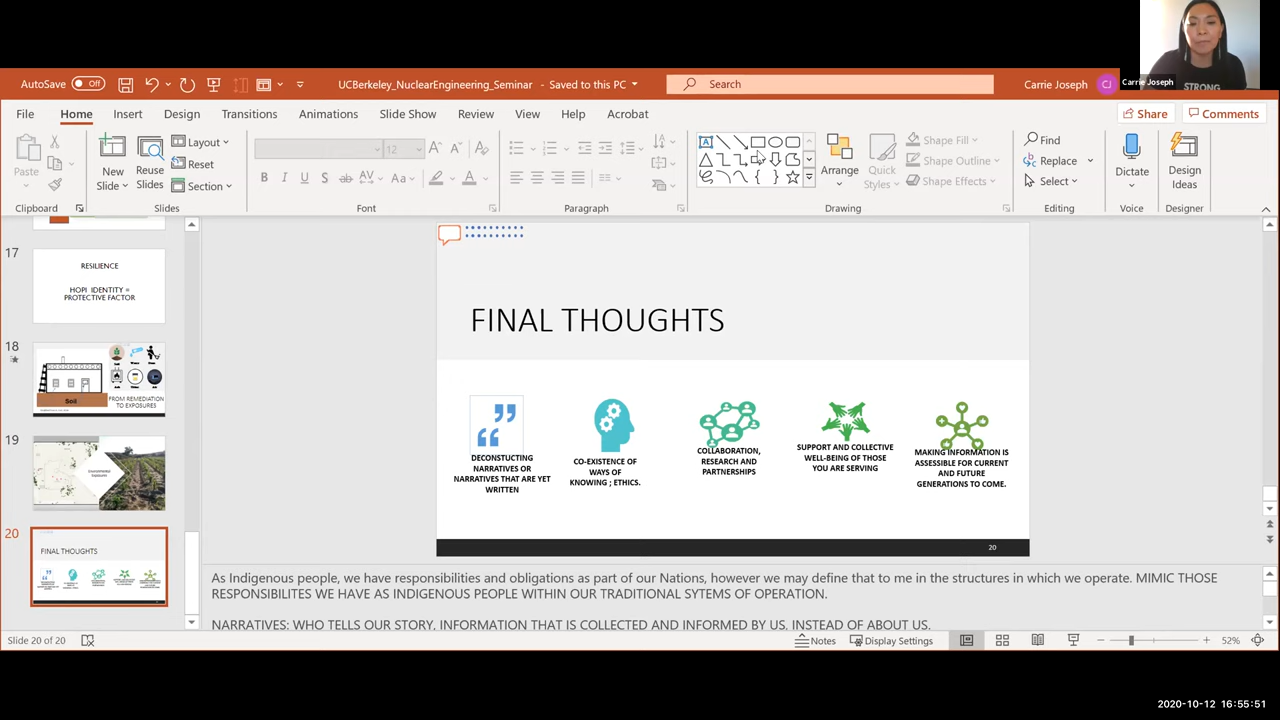 Carrie Joseph
STRONG
AutoSave Off
UCBerkeley_NuclearEngineering_Seminar - Saved to this PC
Search
Carrie Joseph CJ
File Home Insert Design Transitions Animations Slide Show Review View Help Acrobat
Share Comments
Paste
New Slides
Layout
Reuse Slides
Reset
Section
12
Arrange
Quick Styles
Shape Fill
Shape Outline
Shape Effects
Find
Replace
Select
Dictate
Design Ideas
Clipboard Slides Font Paragraph Drawing Editing Voice Designer
17
RESILIENCE
HOPI IDENTITY =
PROTECTIVE FACTOR
18
Soil
FROM REMEDIATION
TO EXPOSURES
19
20
FINAL THOUGHTS
FINAL THOUGHTS
DECONSTUCTING
NARRATIVES OR
NARRATIVES THAT ARE YET
WRITTEN
CO-EXISTENCE OF
WAYS OF
KNOWING ; ETHICS.
COLLABORATION,
RESEARCH AND
PARTNERSHIPS
SUPPORT AND COLLECTIVE
WELL-BEING OF THOSE
YOU ARE SERVING
MAKING INFORMATION IS
ASSESSIBLE FOR CURRENT
AND FUTURE
GENERATIONS TO COME.
20
As Indigenous people, we have responsibilities and obligations as part of our Nations, however we may define that to me in the structures in which we operate. MIMIC THOSE
RESPONSIBILITES WE HAVE AS INDIGENOUS PEOPLE WITHIN OUR TRADITIONAL SYTEMS OF OPERATION.
NARRATIVES: WHO TELLS OUR STORY. INFORMATION THAT IS COLLECTED AND INFORMED BY US. INSTEAD OF ABOUT US.
Slide 20 of 20
Notes
Display Settings
52%
2020-10-12 16:55:51